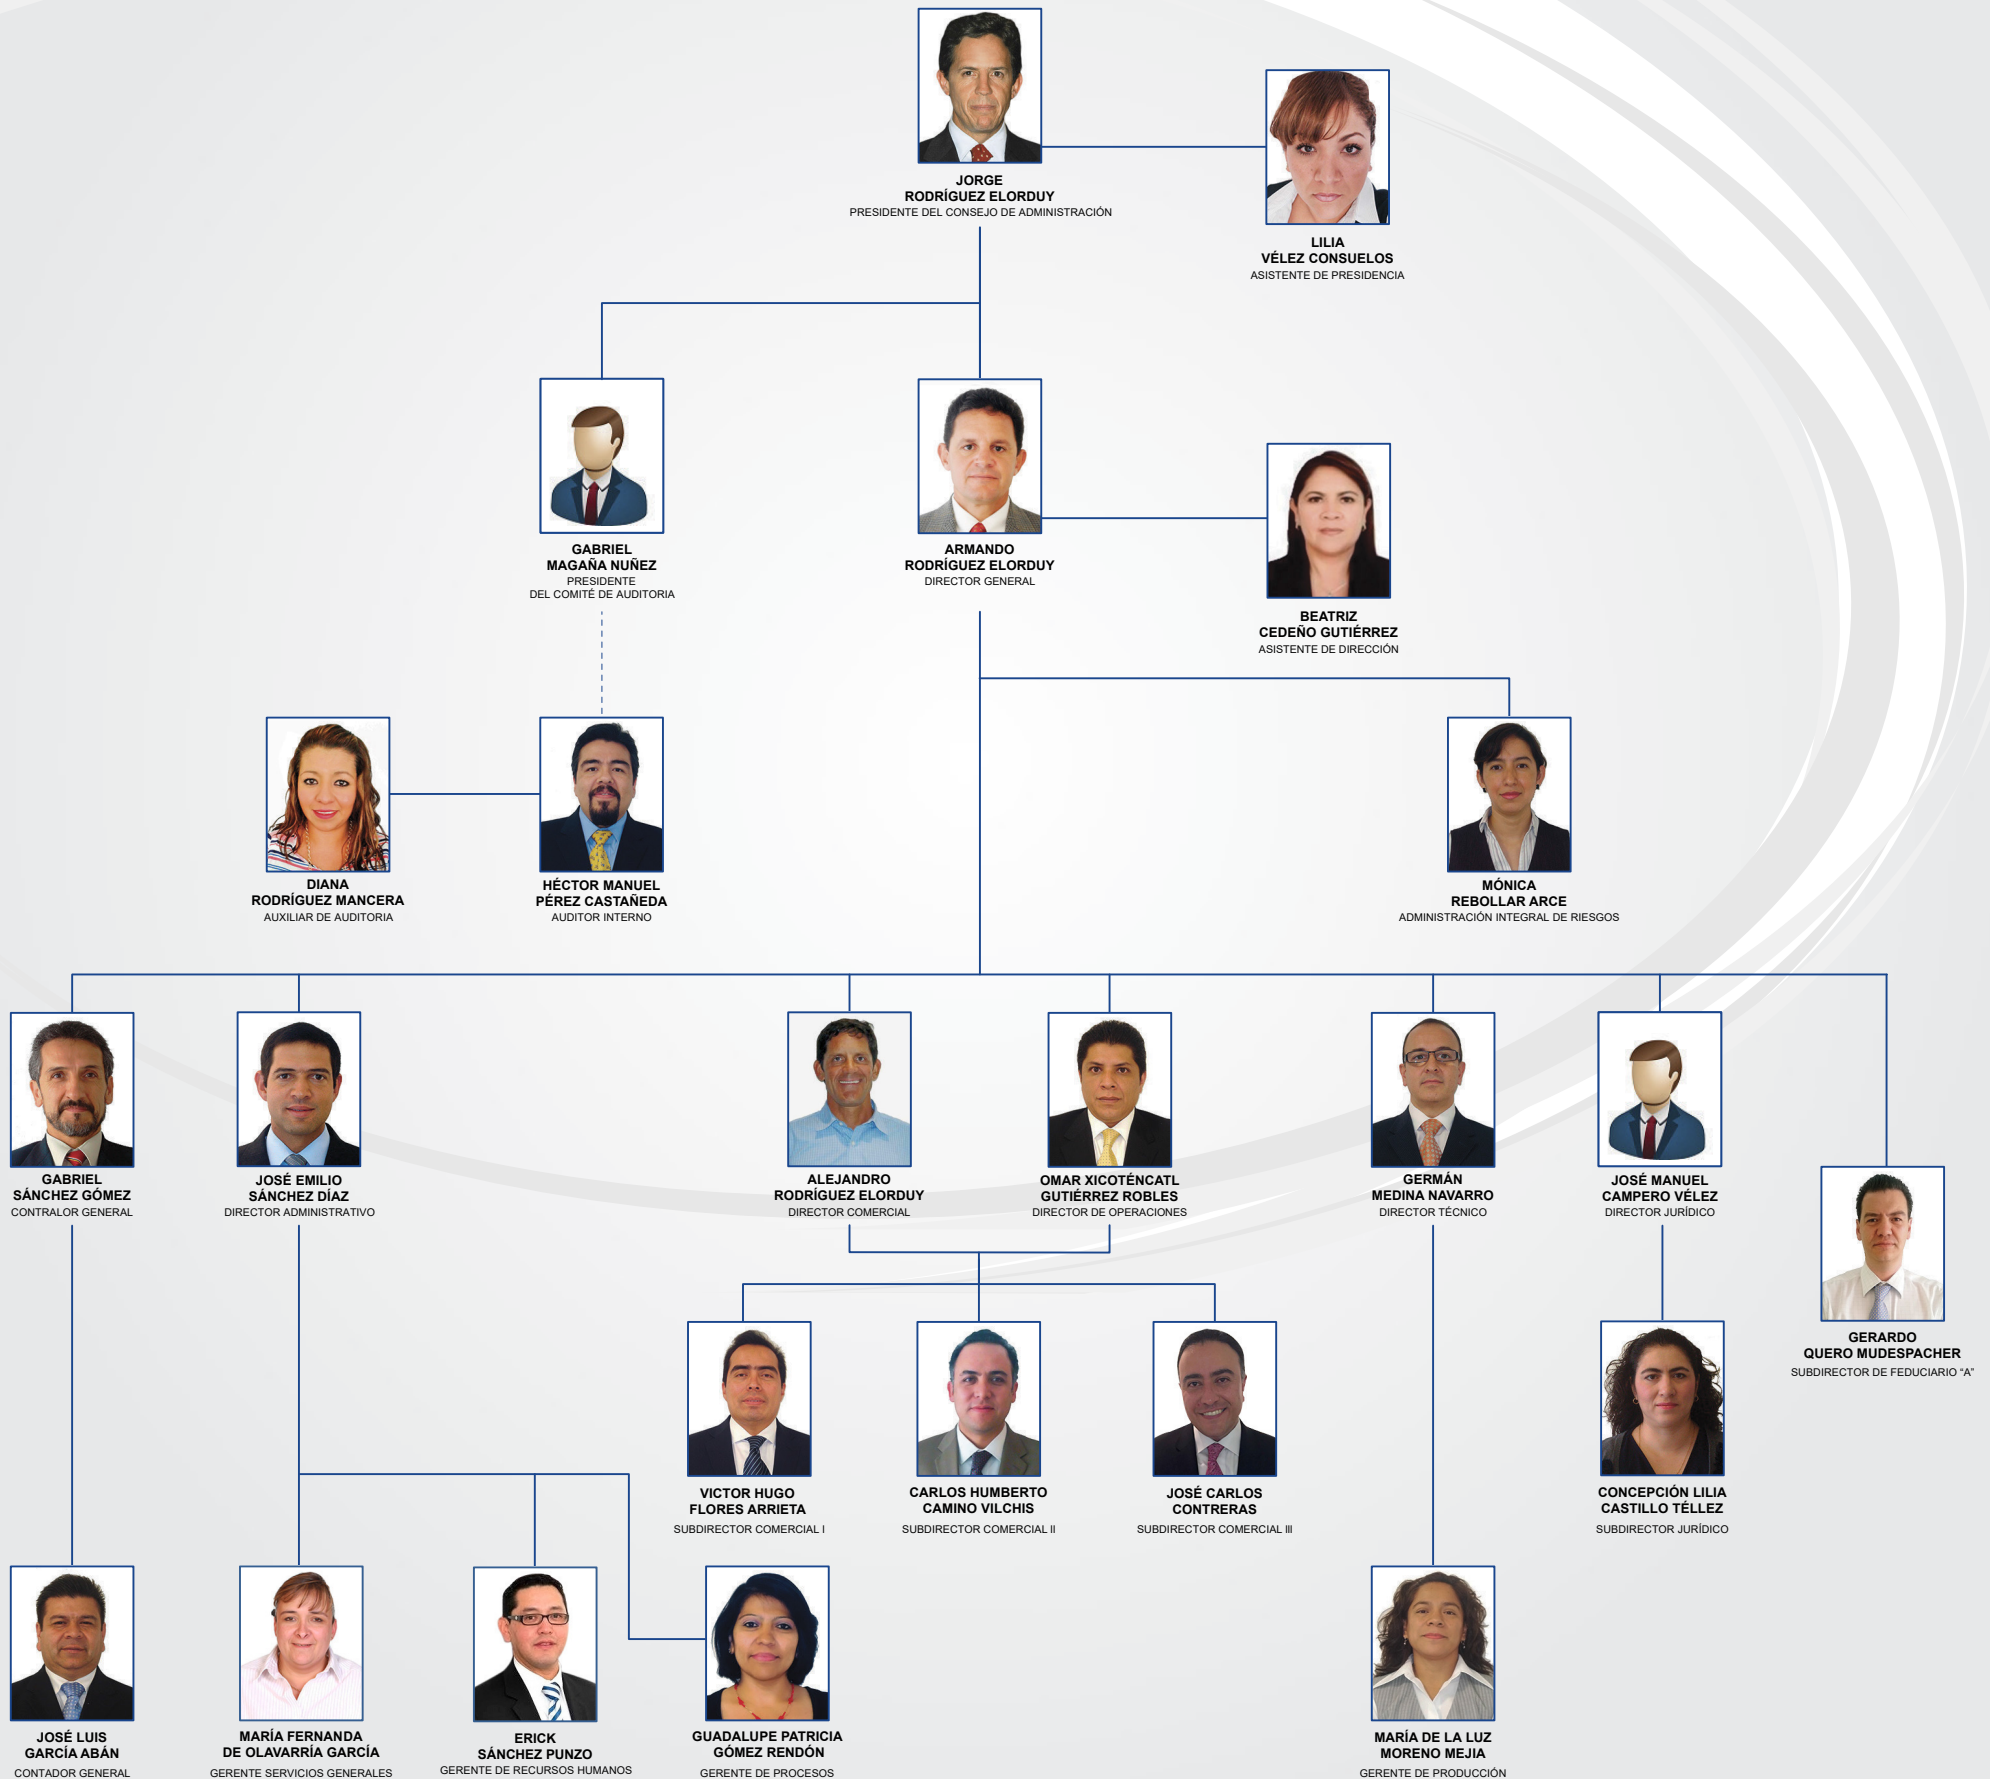 JORGE
RODRÍGUEZ ELORDUY
PRESIDENTE DEL CONSEJO DE ADMINISTRACIÓN
LILIA
VÉLEZ CONSUELOS
ASISTENTE DE PRESIDENCIA
GABRIEL
MAGAÑA NUÑEZ
PRESIDENTE
DEL COMITÉ DE AUDITORIA
ARMANDO
RODRÍGUEZ ELORDUY
DIRECTOR GENERAL
BEATRIZ
CEDEÑO GUTIÉRREZ
ASISTENTE DE DIRECCIÓN
DIANA
RODRÍGUEZ MANCERA
AUXILIAR DE AUDITORIA
HÉCTOR MANUEL
PÉREZ CASTAÑEDA
AUDITOR INTERNO
MÓNICA
REBOLLAR ARCE
ADMINISTRACIÓN INTEGRAL DE RIESGOS
GABRIEL
SÁNCHEZ GÓMEZ
CONTRALOR GENERAL
JOSÉ EMILIO
SÁNCHEZ DÍAZ
DIRECTOR ADMINISTRATIVO
ALEJANDRO
RODRÍGUEZ ELORDUY
DIRECTOR COMERCIAL
OMAR XICOTÉNCATL
GUTIÉRREZ ROBLES
DIRECTOR DE OPERACIONES
GERMÁN
MEDINA NAVARRO
DIRECTOR TÉCNICO
JOSÉ MANUEL
CAMPERO VÉLEZ
DIRECTOR JURÍDICO
GERARDO
QUERO MUDESPACHER
SUBDIRECTOR DE FEDUCIARIO “A”
VICTOR HUGO
FLORES ARRIETA
SUBDIRECTOR COMERCIAL I
CARLOS HUMBERTO
CAMINO VILCHIS
SUBDIRECTOR COMERCIAL II
JOSÉ CARLOS
CONTRERAS
SUBDIRECTOR COMERCIAL III
CONCEPCIÓN LILIA
CASTILLO TÉLLEZ
SUBDIRECTOR JURÍDICO
JOSÉ LUIS
GARCÍA ABÁN
CONTADOR GENERAL
MARÍA FERNANDA
DE OLAVARRÍA GARCÍA
GERENTE SERVICIOS GENERALES
ERICK
SÁNCHEZ PUNZO
GERENTE DE RECURSOS HUMANOS
GUADALUPE PATRICIA
GÓMEZ RENDÓN
GERENTE DE PROCESOS
MARÍA DE LA LUZ
MORENO MEJIA
GERENTE DE PRODUCCIÓN